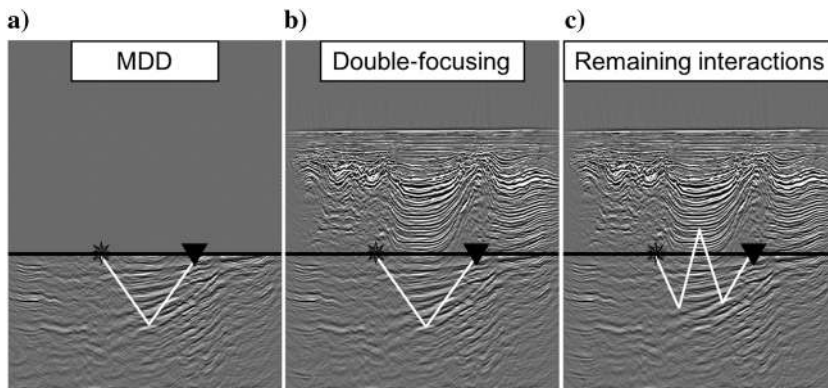 a)
MDD
b)
Double-focusing
c)
Remaining interactions